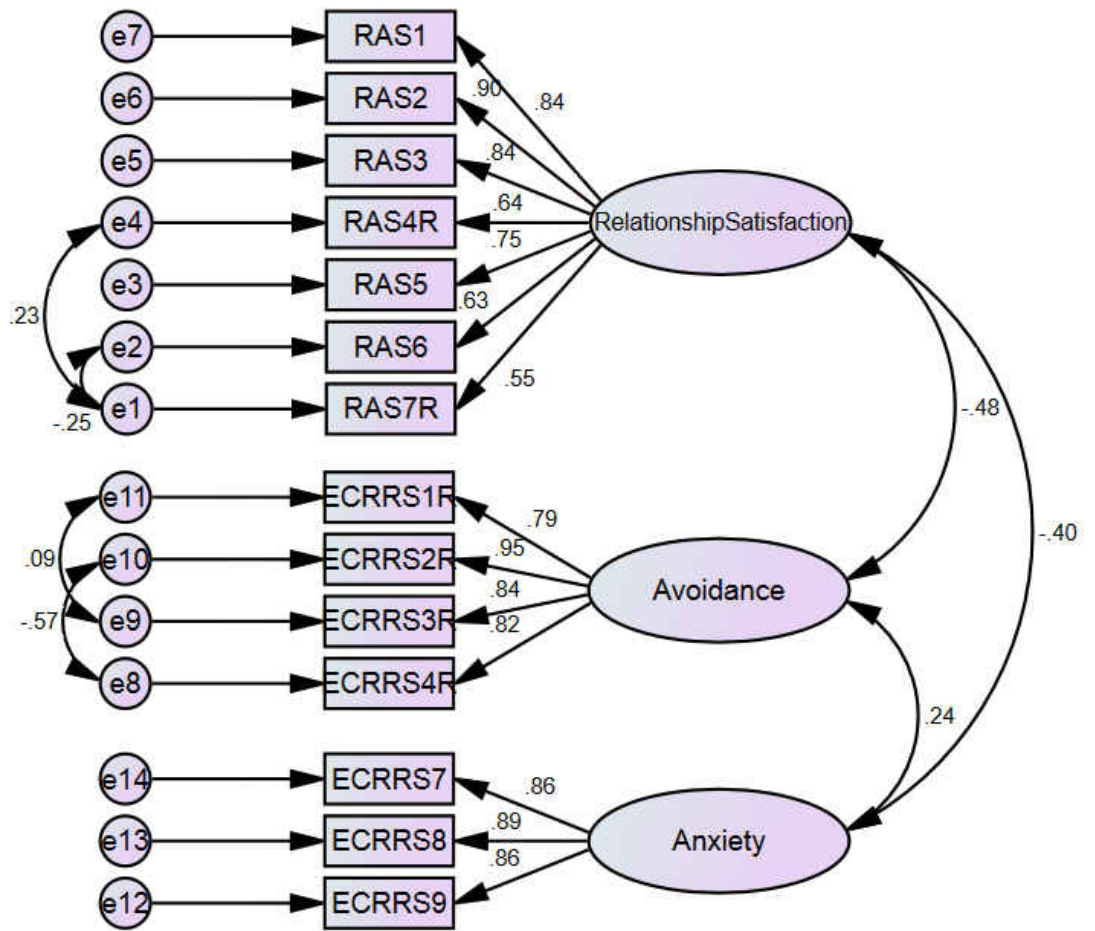 e7
RAS1
e6
RAS2
.90
.84
e5
RAS3
.84
e4
RAS4R
.64
RelationshipSatisfaction
.75
e3
RAS5
.63
.23
e2
RAS6
-.25
e1
RAS7R
.55
-.48
e11
ECRRS1R
.79
.09
e10
ECRRS2R
.95
-.40
.84
Avoidance
-.57
e9
ECRRS3R
.82
e8
ECRRS4R
.24
e14
ECRRS7
.86
e13
ECRRS8
.89
Anxiety
.86
e12
ECRRS9